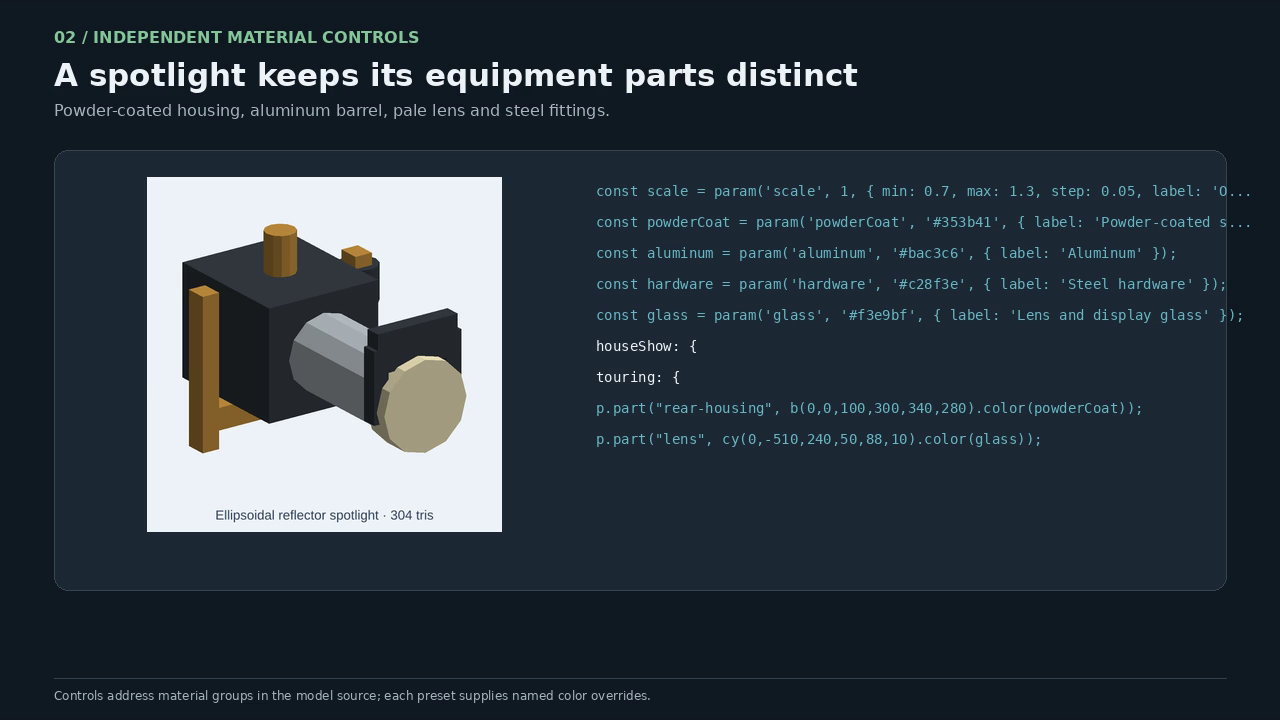 02 / INDEPENDENT MATERIAL CONTROLS
A spotlight keeps its equipment parts distinct
Powder-coated housing, aluminum barrel, pale lens and steel fittings.
const scale = param('scale', 1, { min: 0.7, max: 1.3, step: 0.05, label: 'O...
const powderCoat = param('powderCoat', '#353b41', { label: 'Powder-coated s...
const aluminum = param('aluminum', '#bac3c6', { label: 'Aluminum' });
const hardware = param('hardware', '#c28f3e', { label: 'Steel hardware' });
const glass = param('glass', '#f3e9bf', { label: 'Lens and display glass' });
houseShow: {
touring: {
p.part("rear-housing", b(0,0,100,300,340,280).color(powderCoat));
p.part("lens", cy(0,-510,240,50,88,10).color(glass));
Ellipsoidal reflector spotlight · 304 tris
Controls address material groups in the model source; each preset supplies named color overrides.